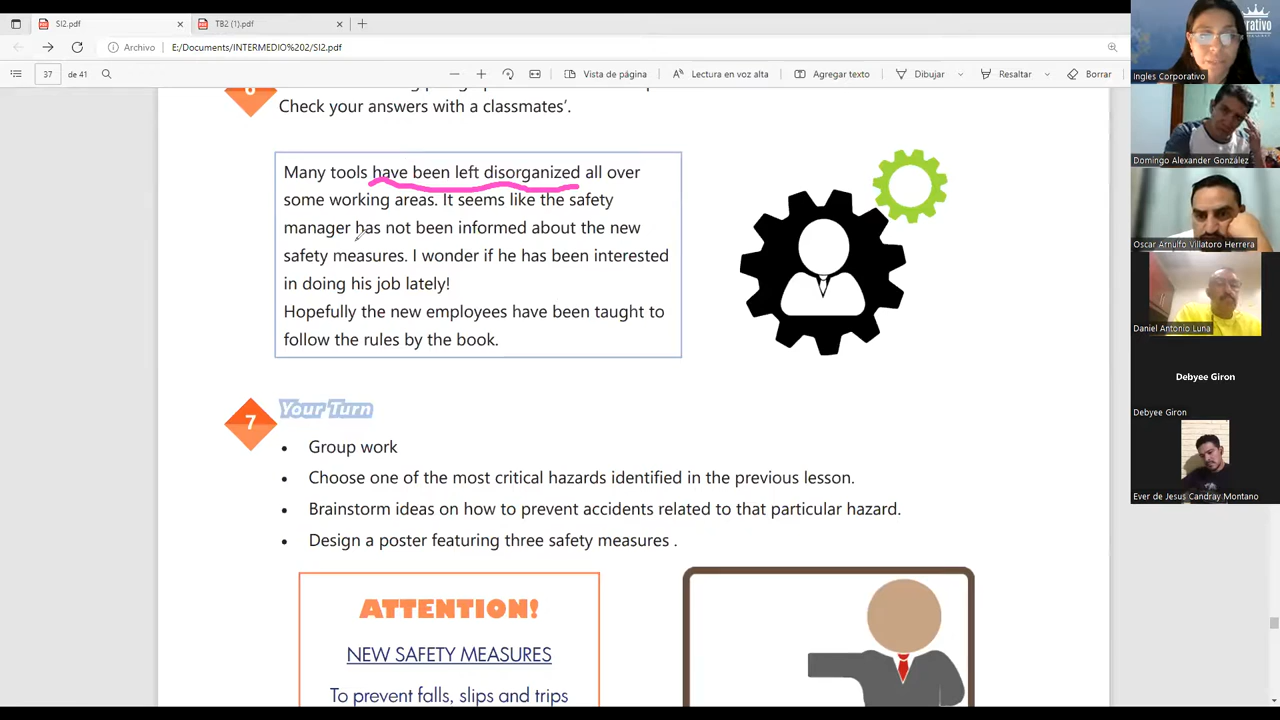 SI2.pdf
TB2 (1).pdf
Archivo
E:/Documents/INTERMEDIO%202/SI2.pdf
37
de 41
Vista de página
Lectura en voz alta
Agregar texto
Dibujar
Resaltar
Borrar
Check your answers with a classmates’.
Many tools have been left disorganized all over
some working areas. It seems like the safety
manager has not been informed about the new
safety measures. I wonder if he has been interested
in doing his job lately!
Hopefully the new employees have been taught to
follow the rules by the book.
7
Your Turn
• Group work
• Choose one of the most critical hazards identified in the previous lesson.
• Brainstorm ideas on how to prevent accidents related to that particular hazard.
• Design a poster featuring three safety measures .
ATTENTION!
NEW SAFETY MEASURES
To prevent falls, slips and trips
rativo
Ingles Corporativo
Domingo Alexander González
Oscar Arnulfo Villatoro Herrera
Daniel Antonio Luna
Debyee Giron
Debyee Giron
Ever de Jesus Candray Montano